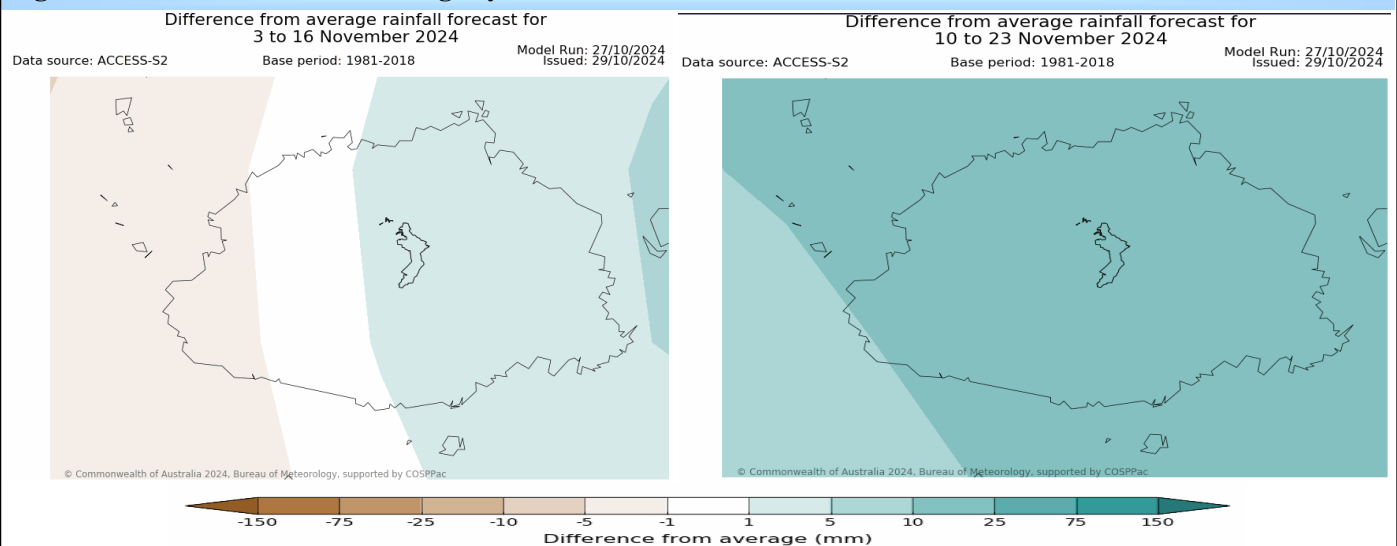 Difference from average rainfall forecast for
3 to 16 November 2024
Model Run: 27/10/2024
Data source: ACCESS-S2 Base period: 1981-2018 Issued: 29/10/2024
© Commonwealth of Australia 2024, Bureau of Meteorology, supported by COSPPac
Difference from average rainfall forecast for
10 to 23 November 2024
Model Run: 27/10/2024
Data source: ACCESS-S2 Base period: 1981-2018 Issued: 29/10/2024
© Commonwealth of Australia 2024, Bureau of Meteorology, supported by COSPPac
-150 -75 -25 -10 -5 -1 1 5 10 25 75 150
Difference from average (mm)